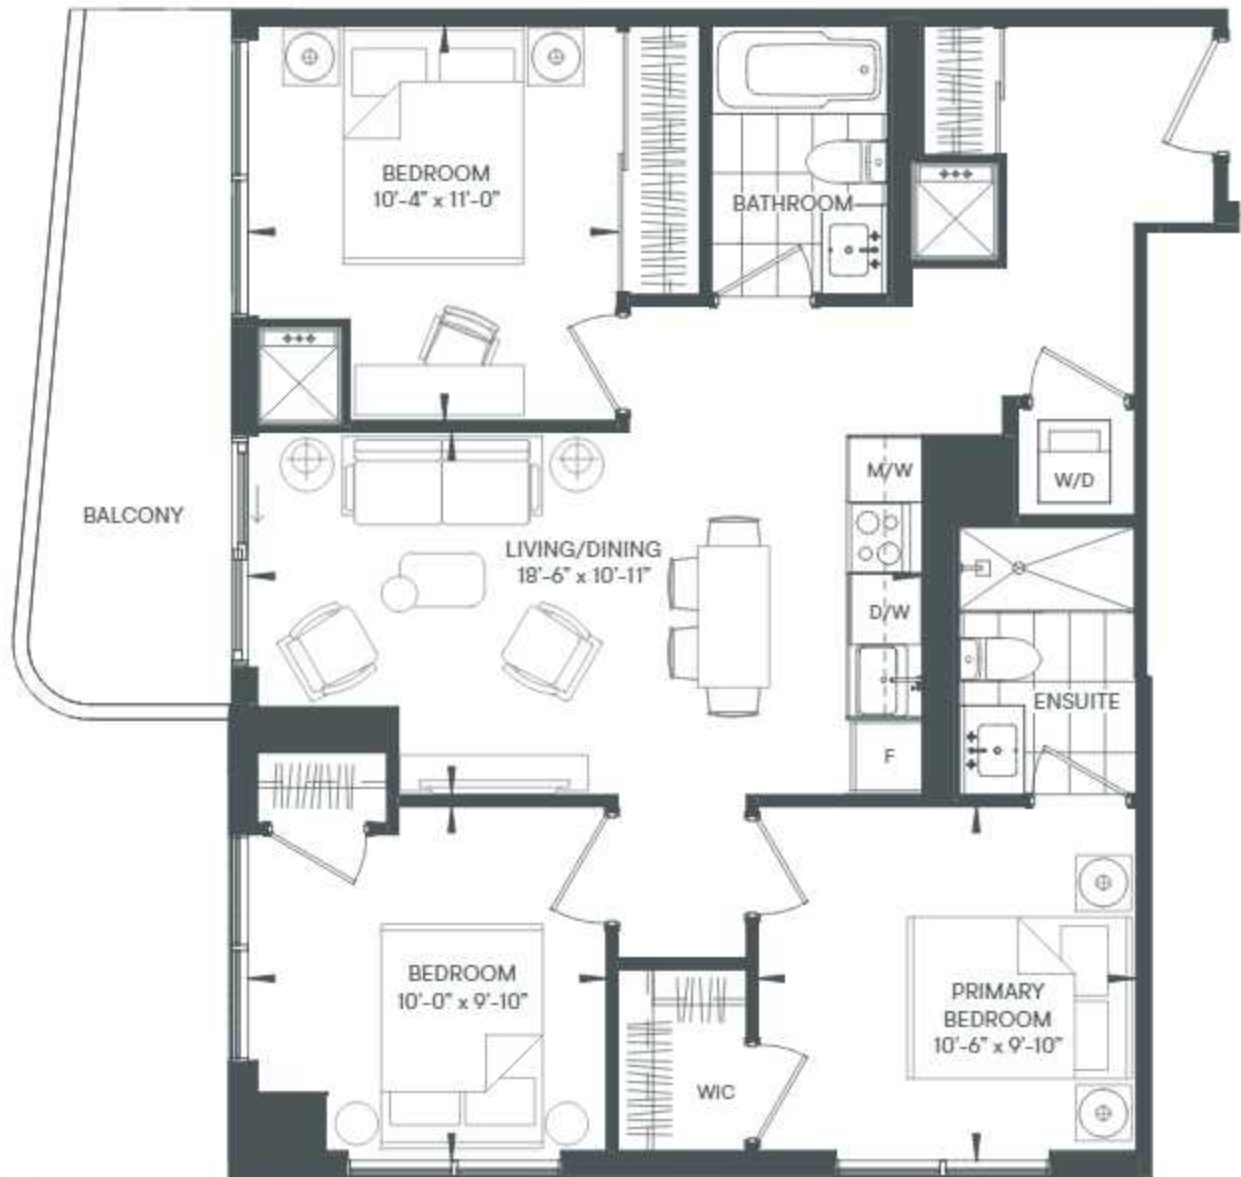 BEDROOM
10'-4” x 11'-0”
BATHROOM
BALCONY
M/W
W/D
LIVING/DINING
18'-6” x 10'-11”
D/W
ENSUITE
F
BEDROOM
10'-0” x 9'-10”
PRIMARY
BEDROOM
10'-6” x 9'-10”
WIC